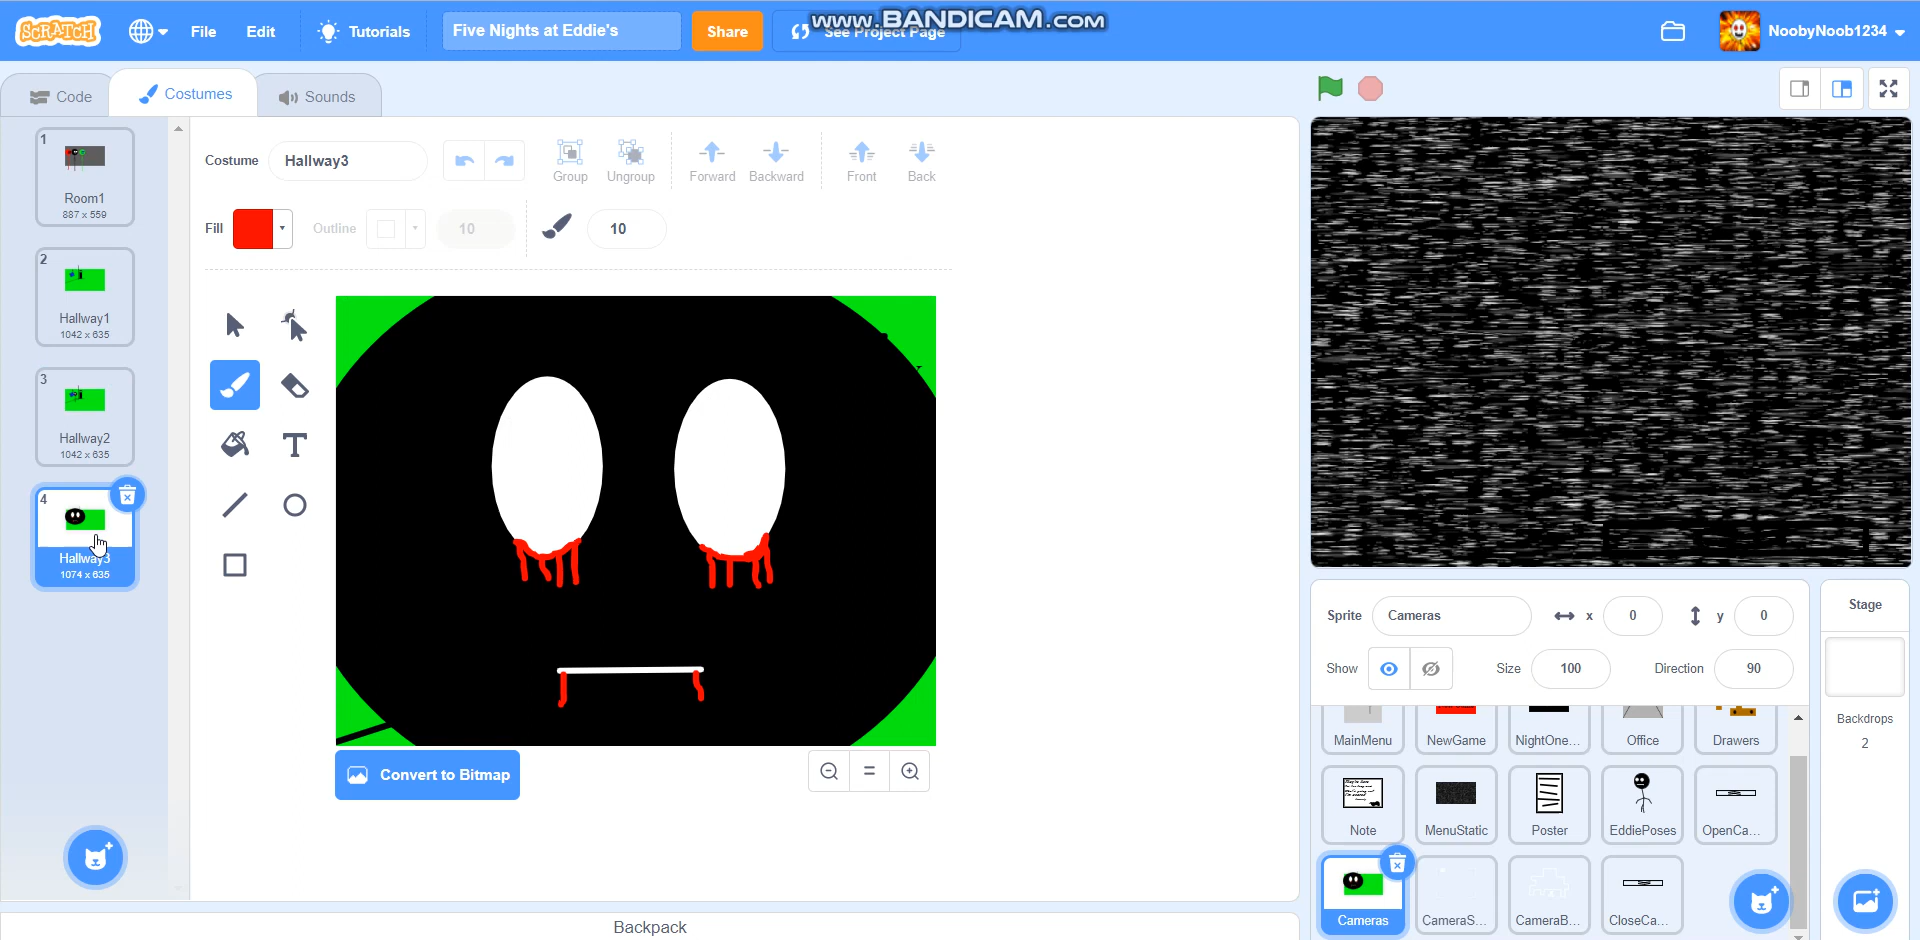 SCRATCH
File
Edit
Tutorials
Five Nights at Eddie's
Share
See Project Page
www.BANDICAM.com
NoobyNoob1234
Code
Costumes
Sounds
1
Room1
887 x 559
2
Hallway1
1042 x 635
3
Hallway2
1042 x 635
4
Hallway3
1074 x 635
Costume
Hallway3
Group
Ungroup
Forward
Backward
Front
Back
Fill
Outline
10
10
T
Convert to Bitmap
Backpack
Sprite
Cameras
x
0
y
0
Show
Size
100
Direction
90
Stage
Backdrops
2
MainMenu
NewGame
NightOne...
Office
Drawers
Note
MenuStatic
Poster
EddiePoses
OpenCa...
Cameras
CameraS...
CameraB...
CloseCa...